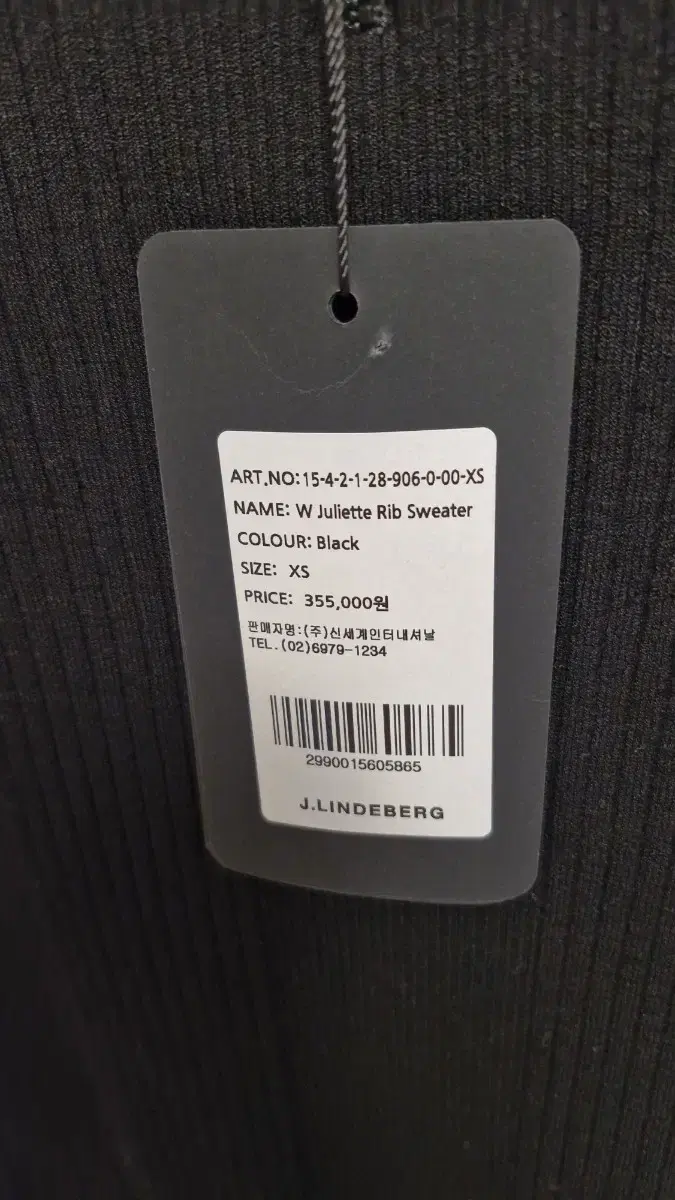 ART.NO:15-4-2-1-28-906-0-00-XS
NAME: W Juliette Rib Sweater
COLOUR: Black
SIZE: XS
PRICE: 355,000원
판매자명:(주)신세계인터내셔날
TEL.(02)6979-1234
2990015605865
J.LINDEBERG